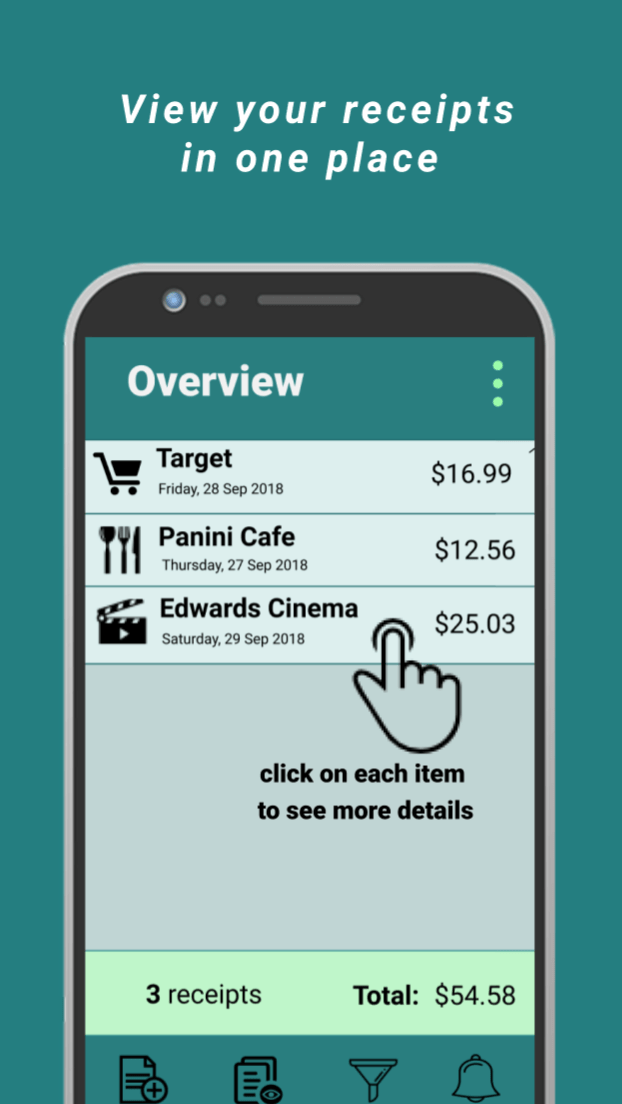 View your receipts
in one place
Overview
Target
Friday, 28 Sep 2018
$16.99
Panini Cafe
Thursday, 27 Sep 2018
$12.56
Edwards Cinema
Saturday, 29 Sep 2018
$25.03
click on each item
to see more details
3 receipts Total: $54.58